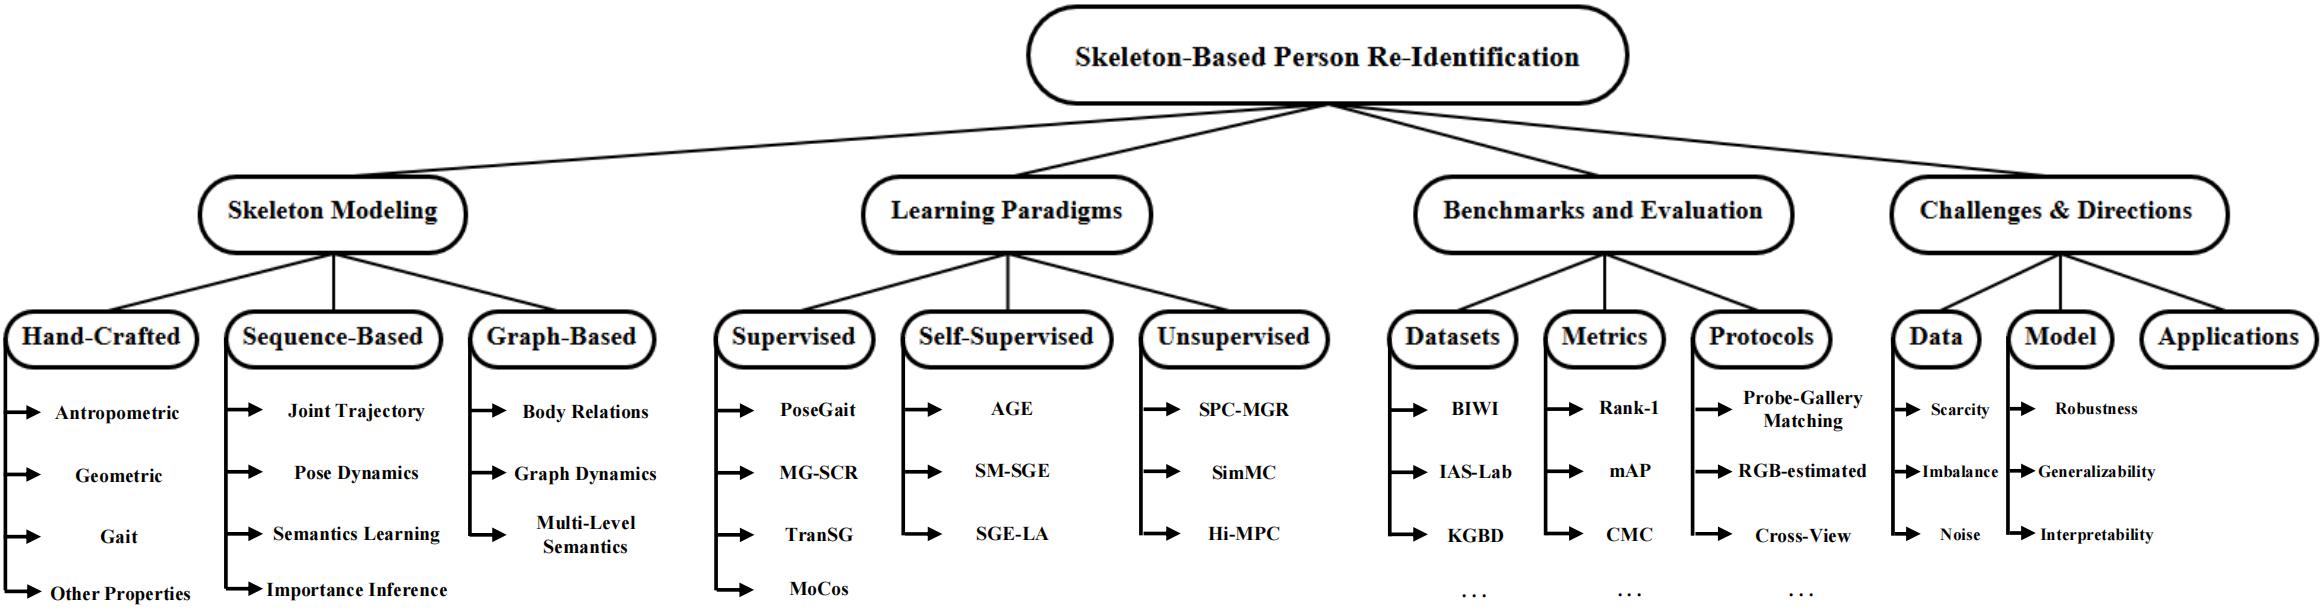 Skeleton-Based Person Re-Identification
Skeleton Modeling
Learning Paradigms
Benchmarks and Evaluation
Challenges & Directions
Hand-Crafted
Sequence-Based
Graph-Based
Supervised
Self-Supervised
Unsupervised
Datasets
Metrics
Protocols
Data
Model
Applications
Antropometric
Geometric
Gait
Other Properties
Joint Trajectory
Pose Dynamics
Semantics Learning
Importance Inference
Body Relations
Graph Dynamics
Multi-Level
Semantics
PoseGait
MG-SCR
TranSG
MoCos
AGE
SM-SGE
SGE-LA
SPC-MGR
SimMC
Hi-MPC
BIWI
IAS-Lab
KGBD
...
Rank-1
mAP
CMC
...
Probe-Gallery
Matching
RGB-estimated
Cross-View
...
Scarcity
Imbalance
Noise
Robustness
Generalizability
Interpretability